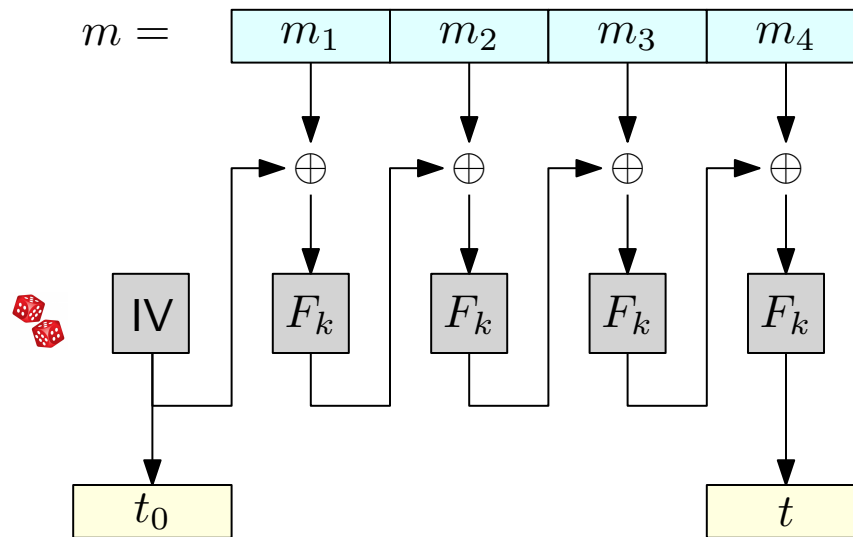 m = m₁ m₂ m₃ m₄
⊕ ⊕ ⊕ ⊕
IV Fₖ Fₖ Fₖ Fₖ
t₀ t